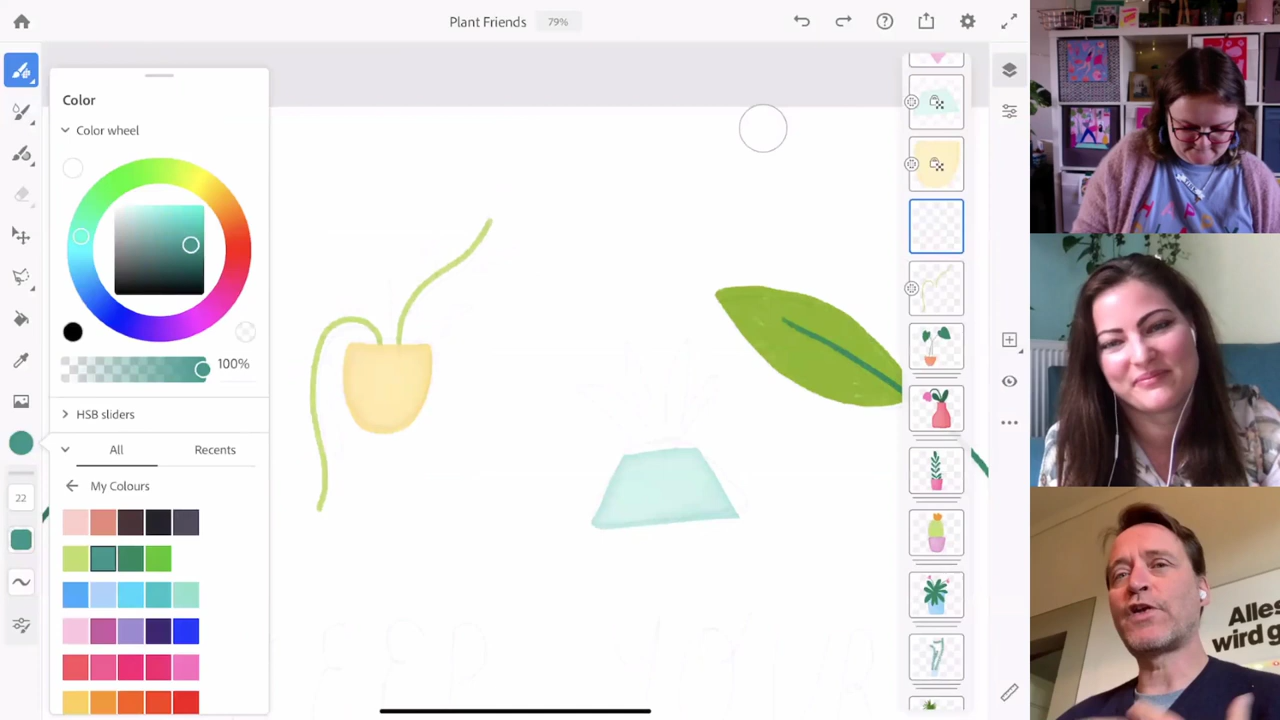 Plant Friends
79%
Color
Color wheel
100%
HSB sliders
All
Recents
My Colours
22
Alles
wird g